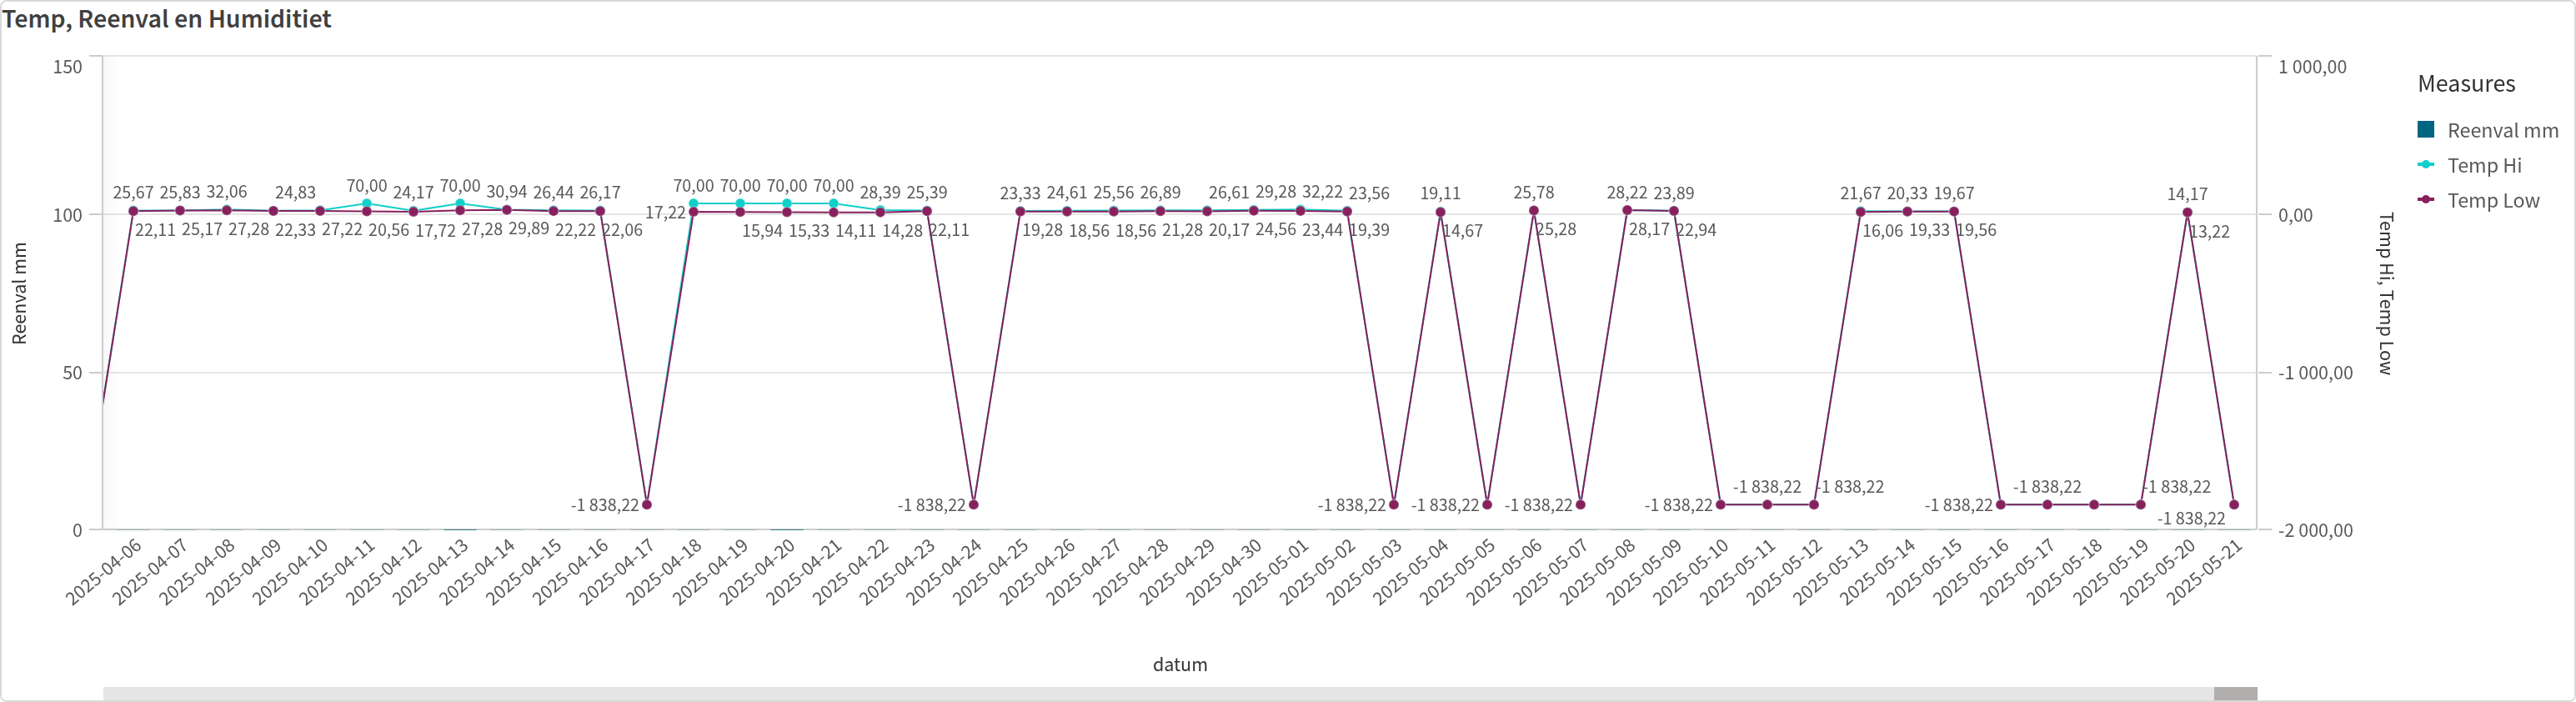 Temp, Reenval en Humiditiet
150
100
50
0
Reenval mm
25,67 25,83 32,06 24,83 70,00 24,17 70,00 30,94 26,44 26,17 70,00 70,00 70,00 70,00 28,39 25,39 23,33 24,61 25,56 26,89 26,61 29,28 32,22 23,56 19,11 25,78 28,22 23,89 21,67 20,33 19,67 14,17
22,11 25,17 27,28 22,33 27,22 20,56 17,72 27,28 29,89 22,22 22,06 17,22 15,94 15,33 14,11 14,28 22,11 19,28 18,56 18,56 21,28 20,17 24,56 23,44 19,39 14,67 25,28 28,17 22,94 16,06 19,33 19,56 13,22
-1 838,22 -1 838,22 -1 838,22 -1 838,22 -1 838,22 -1 838,22 -1 838,22 -1 838,22 -1 838,22 -1 838,22 -1 838,22 -1 838,22
1 000,00
0,00
-1 000,00
-2 000,00
Temp Hi, Temp Low
2025-04-06 2025-04-07 2025-04-08 2025-04-09 2025-04-10 2025-04-11 2025-04-12 2025-04-13 2025-04-14 2025-04-15 2025-04-16 2025-04-17 2025-04-18 2025-04-19 2025-04-20 2025-04-21 2025-04-22 2025-04-23 2025-04-24 2025-04-25 2025-04-26 2025-04-27 2025-04-28 2025-04-29 2025-04-30 2025-05-01 2025-05-02 2025-05-03 2025-05-04 2025-05-05 2025-05-06 2025-05-07 2025-05-08 2025-05-09 2025-05-10 2025-05-11 2025-05-12 2025-05-13 2025-05-14 2025-05-15 2025-05-16 2025-05-17 2025-05-18 2025-05-19 2025-05-20 2025-05-21
datum
Measures
Reenval mm
Temp Hi
Temp Low